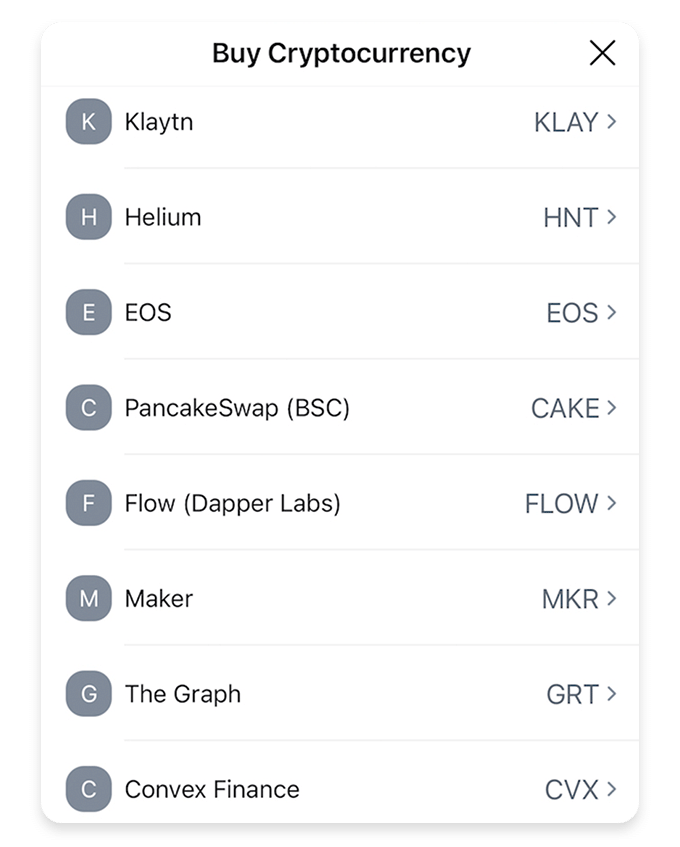 Buy Cryptocurrency
K Klaytn KLAY
H Helium HNT
E EOS EOS
C PancakeSwap (BSC) CAKE
F Flow (Dapper Labs) FLOW
M Maker MKR
G The Graph GRT
C Convex Finance CVX